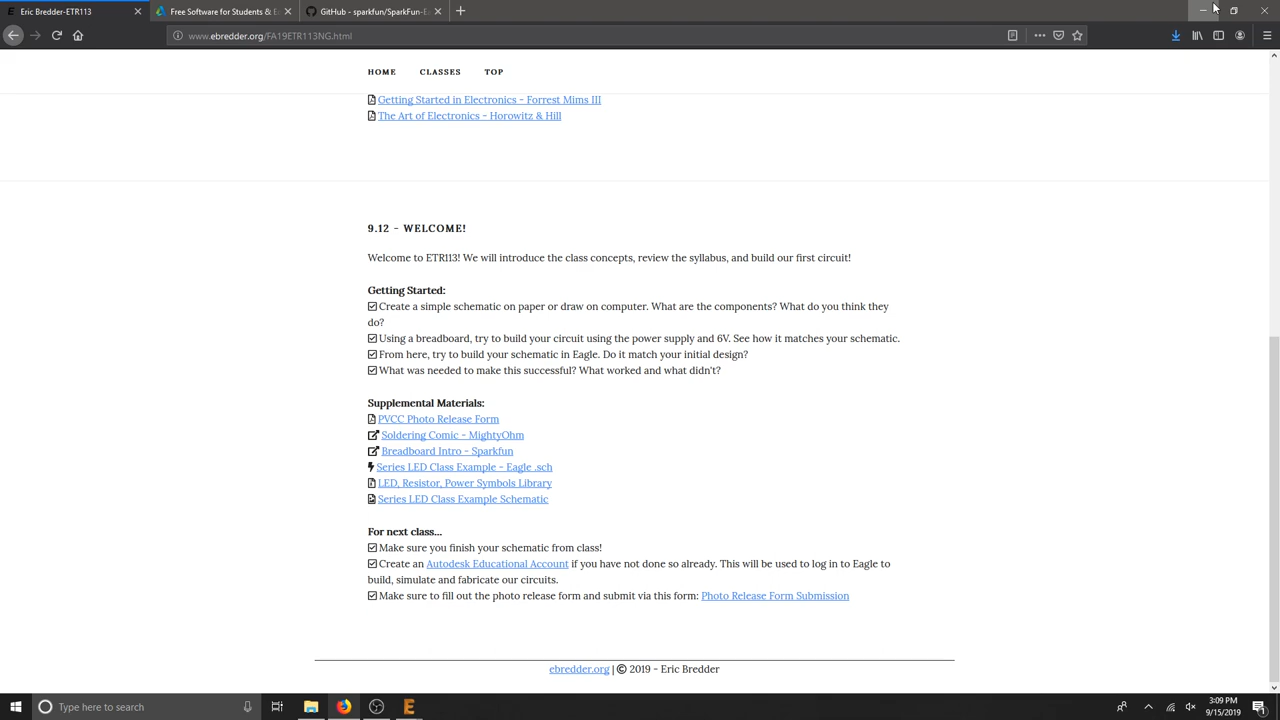 Eric Bredder-ETR113
Free Software for Students & E
GitHub - sparkfun/SparkFun-E
www.ebredder.org/FA19ETR113NG.html
HOME CLASSES TOP
Getting Started in Electronics - Forrest Mims III
The Art of Electronics - Horowitz & Hill
9.12 - WELCOME!
Welcome to ETR113! We will introduce the class concepts, review the syllabus, and build our first circuit!
Getting Started:
Create a simple schematic on paper or draw on computer. What are the components? What do you think they
do?
Using a breadboard, try to build your circuit using the power supply and 6V. See how it matches your schematic.
From here, try to build your schematic in Eagle. Do it match your initial design?
What was needed to make this successful? What worked and what didn't?
Supplemental Materials:
PVCC Photo Release Form
Soldering Comic - MightyOhm
Breadboard Intro - Sparkfun
Series LED Class Example - Eagle .sch
LED, Resistor, Power Symbols Library
Series LED Class Example Schematic
For next class...
Make sure you finish your schematic from class!
Create an Autodesk Educational Account if you have not done so already. This will be used to log in to Eagle to
build, simulate and fabricate our circuits.
Make sure to fill out the photo release form and submit via this form: Photo Release Form Submission
ebredder.org | © 2019 - Eric Bredder
Type here to search
3:09 PM
9/15/2019